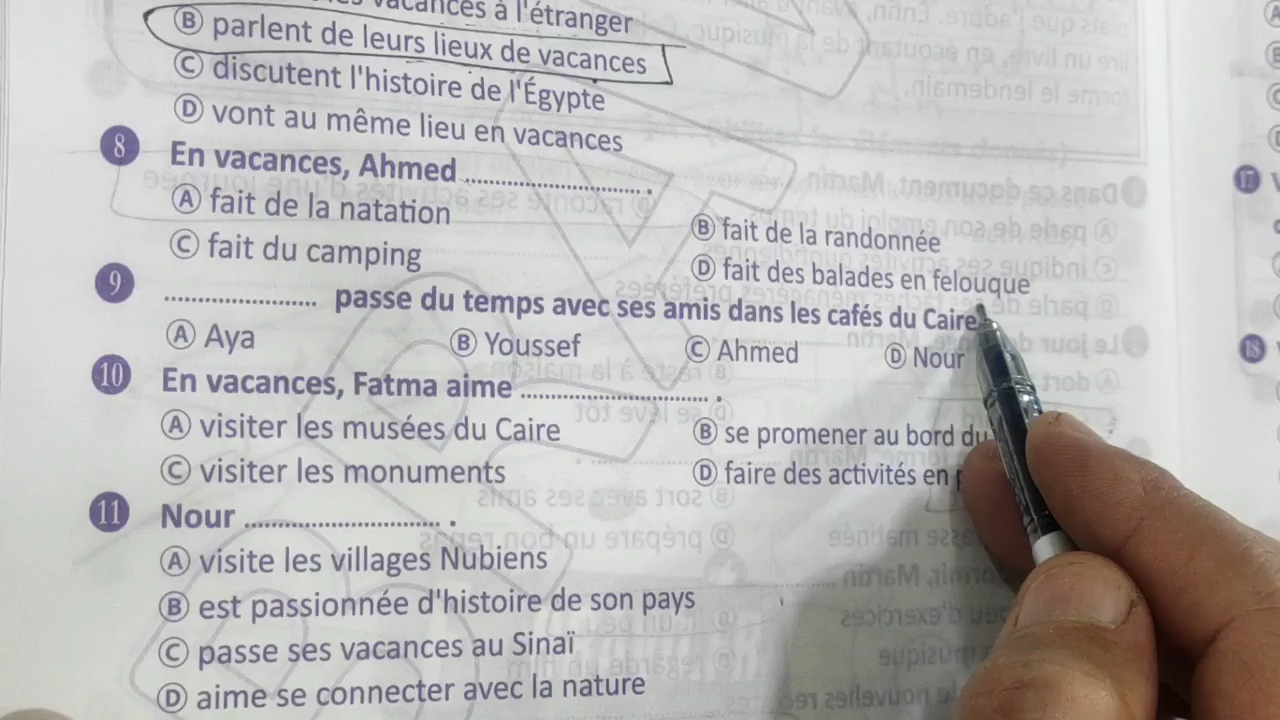 vacances à l'étranger
B parlent de leurs lieux de vacances
C discutent l'histoire de l'Égypte
D vont au même lieu en vacances
8 En vacances, Ahmed .................................. .
A fait de la natation
B fait de la randonnée
C fait du camping
D fait des balades en felouque
9 ..................... passe du temps avec ses amis dans les cafés du Caire
A Aya B Youssef C Ahmed D Nour
10 En vacances, Fatma aime .................................. .
A visiter les musées du Caire
B se promener au bord du
C visiter les monuments
D faire des activités en
11 Nour .................................. .
A visite les villages Nubiens
B est passionnée d'histoire de son pays
C passe ses vacances au Sinaï
D aime se connecter avec la nature
17
18